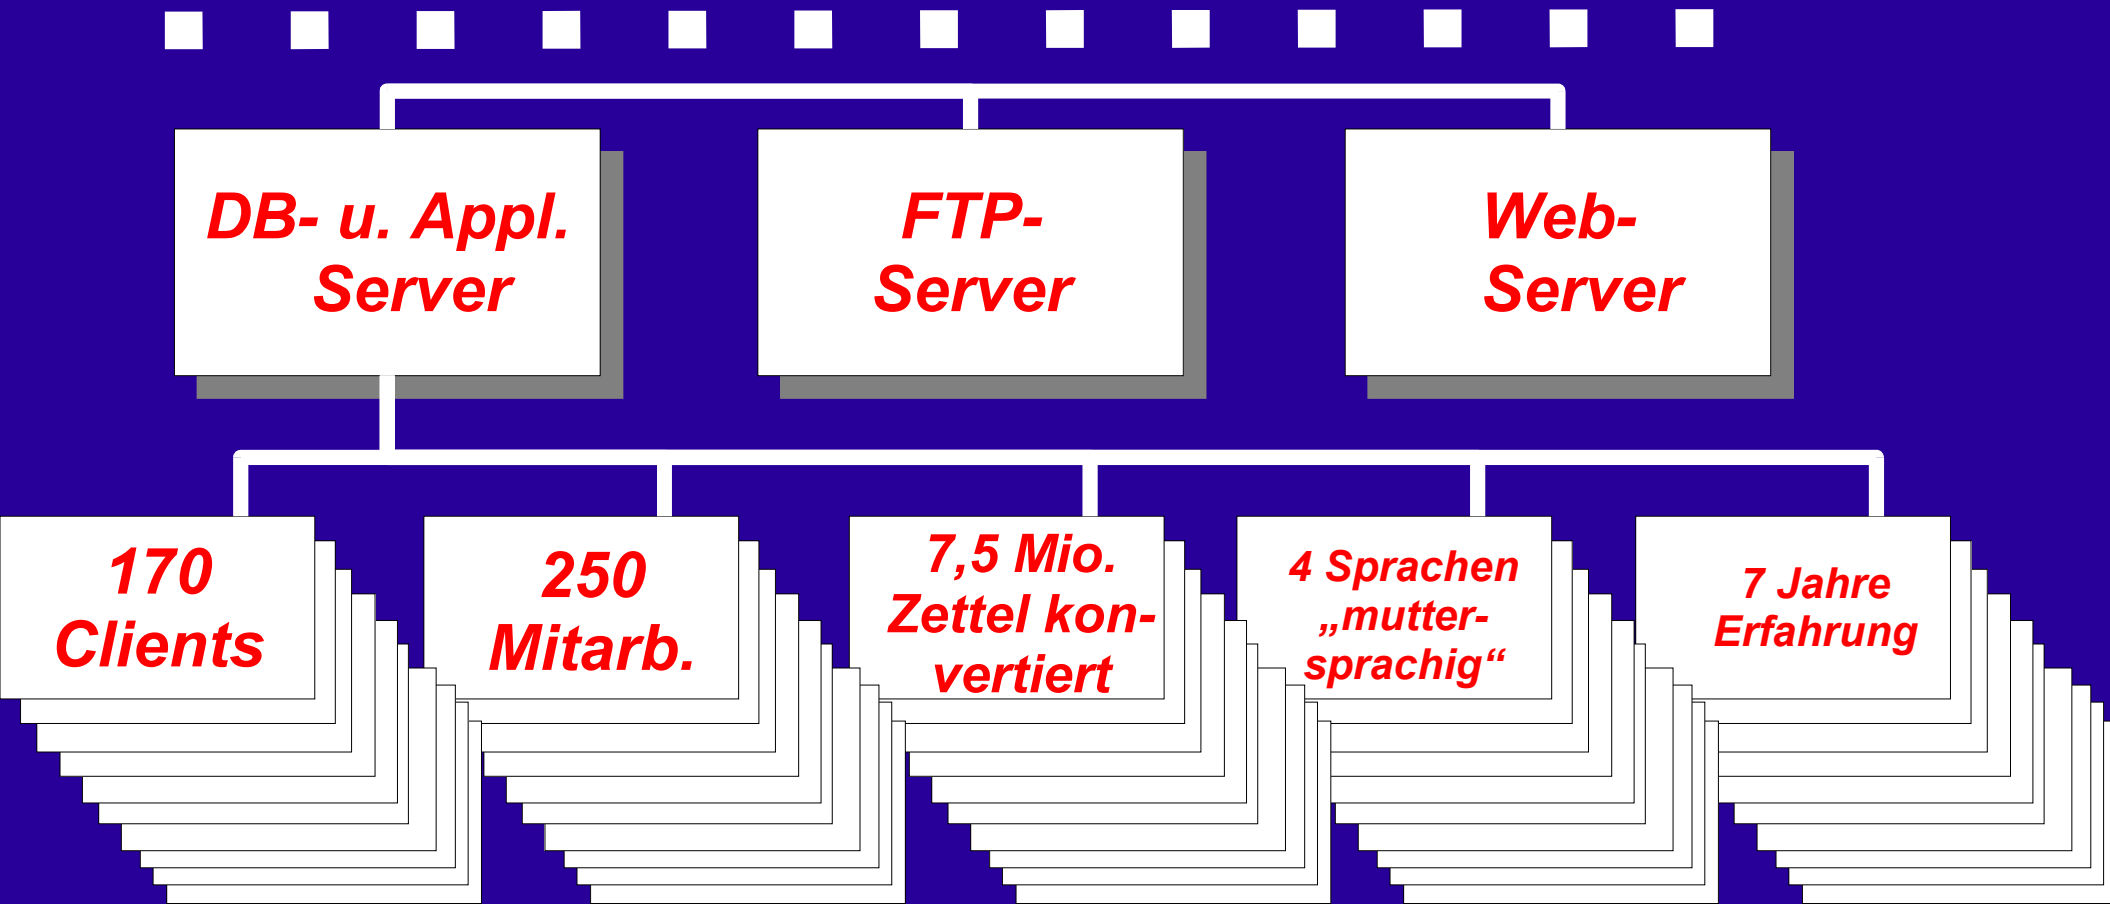 DB- u. Appl.
Server
FTP-
Server
Web-
Server
170
Clients
250
Mitarb.
7,5 Mio.
Zettel kon-
vertiert
4 Sprachen
„mutter-
sprachig“
7 Jahre
Erfahrung